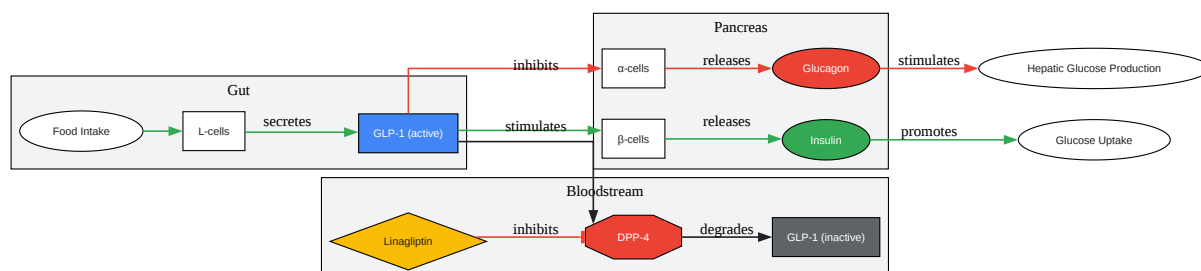 Pancreas
inhibits
α-cells
releases
Glucagon
stimulates
Hepatic Glucose Production
Gut
Food Intake
L-cells
secretes
GLP-1 (active)
stimulates
β-cells
releases
Insulin
promotes
Glucose Uptake
Bloodstream
Linagliptin
inhibits
DPP-4
degrades
GLP-1 (inactive)